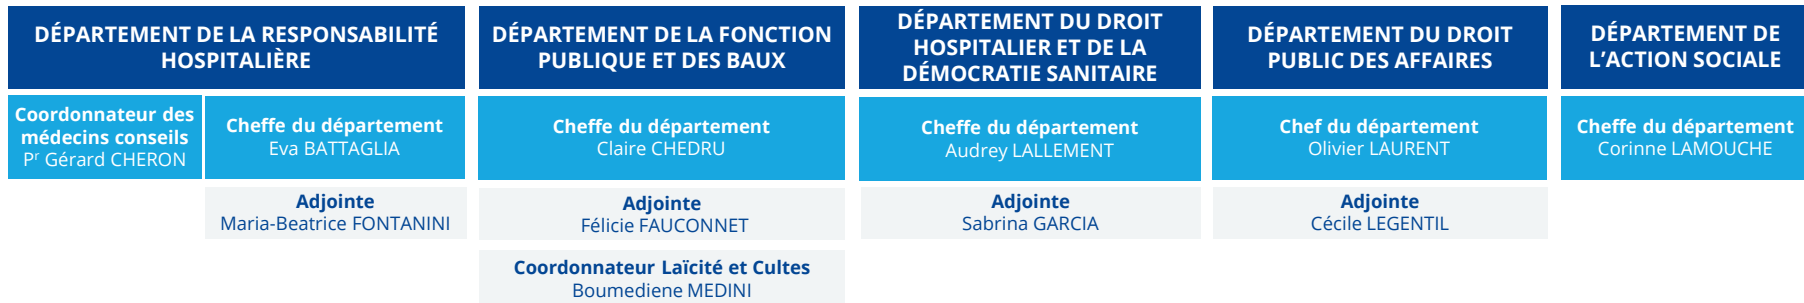 DÉPARTEMENT DE LA RESPONSABILITÉ
HOSPITALIÈRE
Coordonnateur des
médecins conseils
Pʳ Gérard CHERON
Cheffe du département
Eva BATTAGLIA
Adjointe
Maria-Beatrice FONTANINI
DÉPARTEMENT DE LA FONCTION
PUBLIQUE ET DES BAUX
Cheffe du département
Claire CHEDRU
Adjointe
Félicie FAUCONNET
Coordonnateur Laïcité et Cultes
Boumediene MEDINI
DÉPARTEMENT DU DROIT
HOSPITALIER ET DE LA
DÉMOCRATIE SANITAIRE
Cheffe du département
Audrey LALLEMENT
Adjointe
Sabrina GARCIA
DÉPARTEMENT DU DROIT
PUBLIC DES AFFAIRES
Chef du département
Olivier LAURENT
Adjointe
Cécile LEGENTIL
DÉPARTEMENT DE
L’ACTION SOCIALE
Cheffe du département
Corinne LAMOUCHE